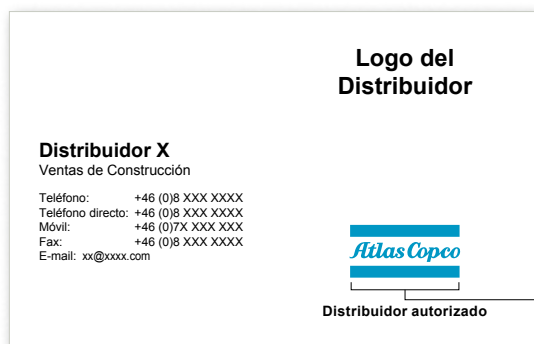 Logo del
Distribuidor
Distribuidor X
Ventas de Construcción
Teléfono: +46 (0)8 XXX XXXX
Teléfono directo: +46 (0)8 XXX XXXX
Móvil: +46 (0)7X XXX XXX
Fax: +46 (0)8 XXX XXXX
E-mail: xx@xxxx.com
Atlas Copco
Distribuidor autorizado